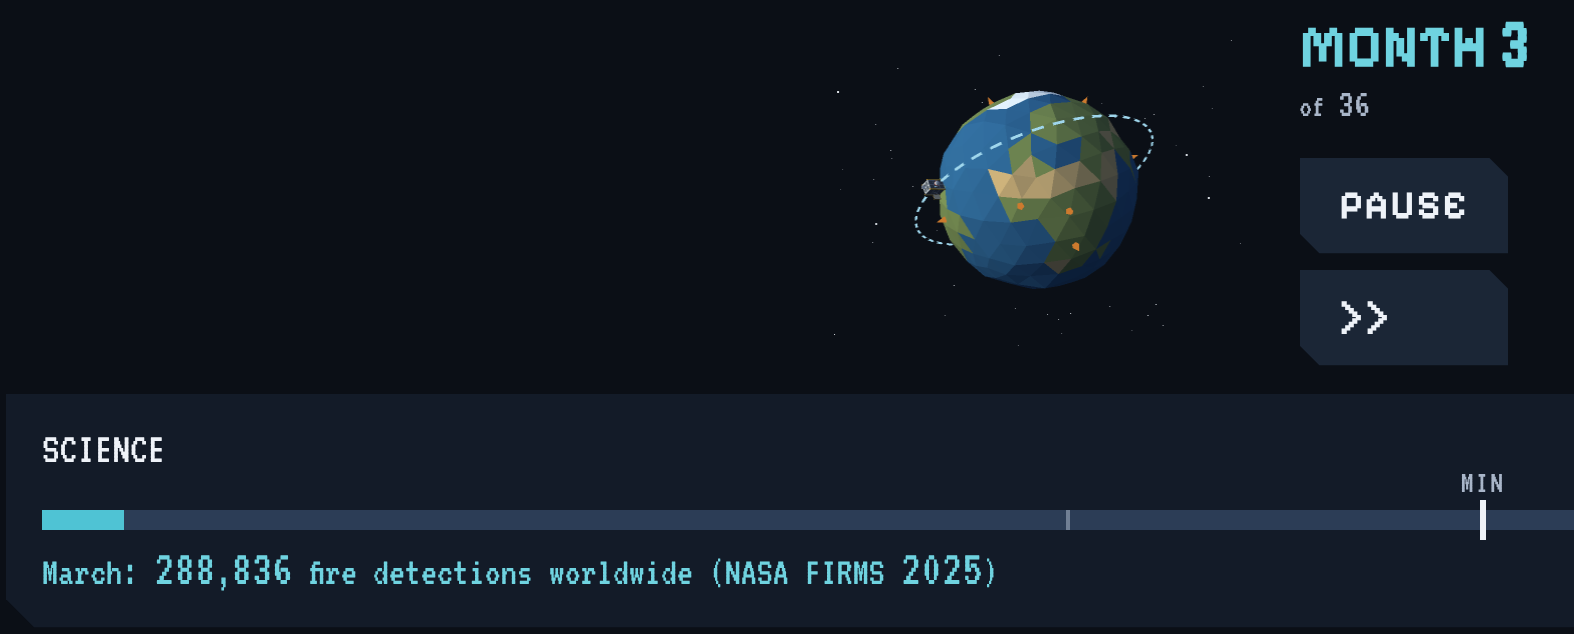 MONTH 3
of 36
PAUSE
>>
SCIENCE
MIN
March: 288,836 fire detections worldwide (NASA FIRMS 2025)